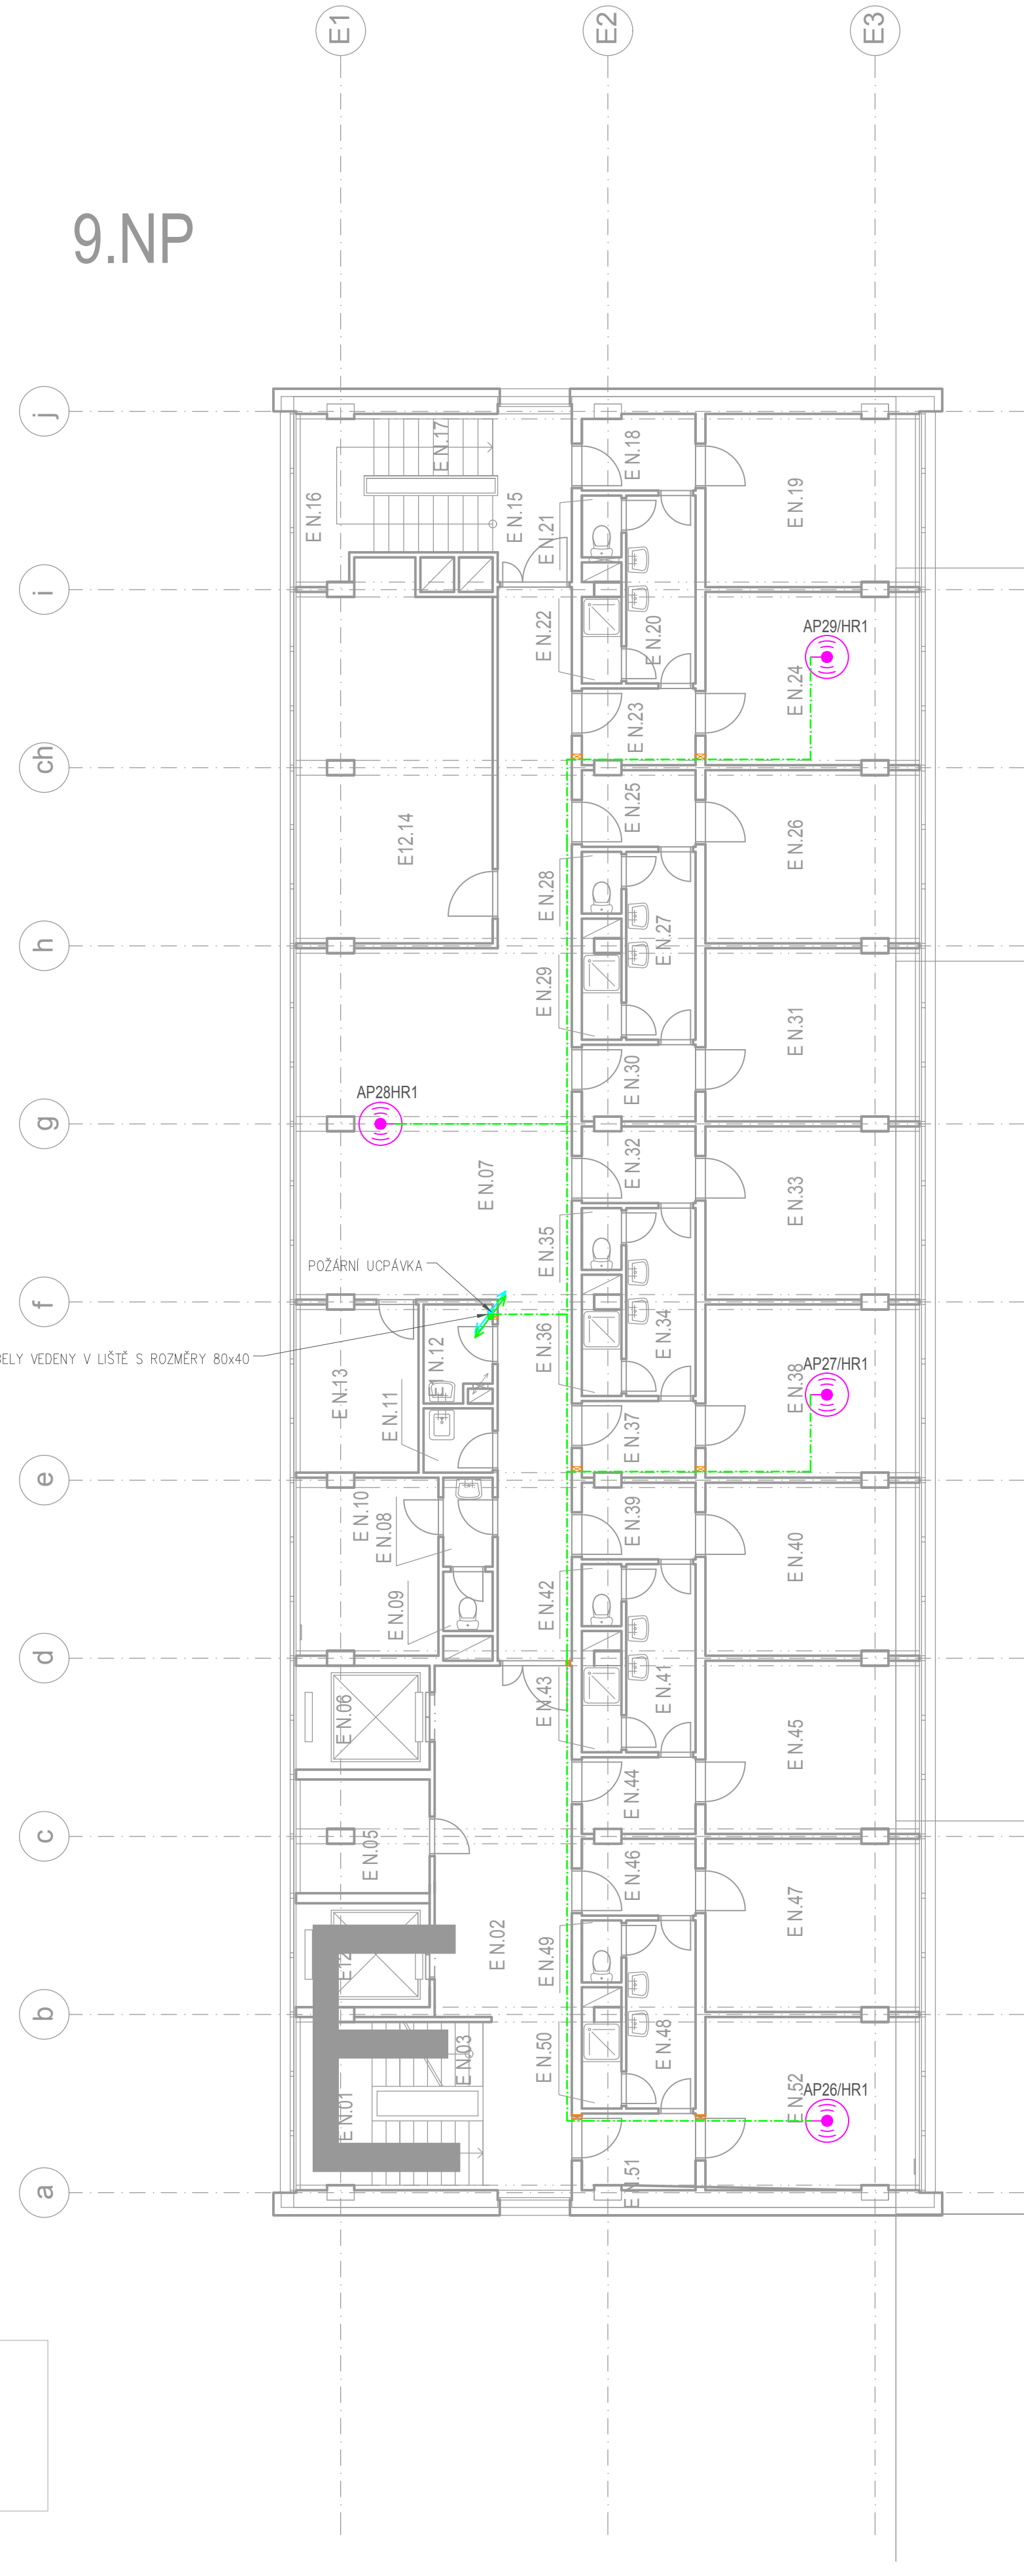 E1
E2
E3
9.NP
j
E N.17
E N.18
E N.16
E N.15
E N.19
E N.21
i
E N.22
E N.20
AP29/HR1
E N.24
E N.23
ch
E N.25
E12.14
E N.26
E N.28
E N.27
h
E N.29
E N.31
E N.30
AP28HR1
g
E N.32
E N.07
E N.33
E N.35
POŽÁRNÍ UCPÁVKA
f
E N.36
E N.34
ELY VEDENY V LIŠTĚ S ROZMĚRY 80x40
E N.12
AP27/HR1
E N.38
E N.13
E N.11
E N.37
e
E N.10
E N.08
E N.39
E N.40
E N.09
E N.42
d
E N.43
E N.41
E N.06
E N.45
E N.44
c
E N.05
E N.46
E N.47
E N.02
E N.49
E12
b
E
E N.03
E N.50
E N.48
E N.01
E N.52
AP26/HR1
a
E N.51